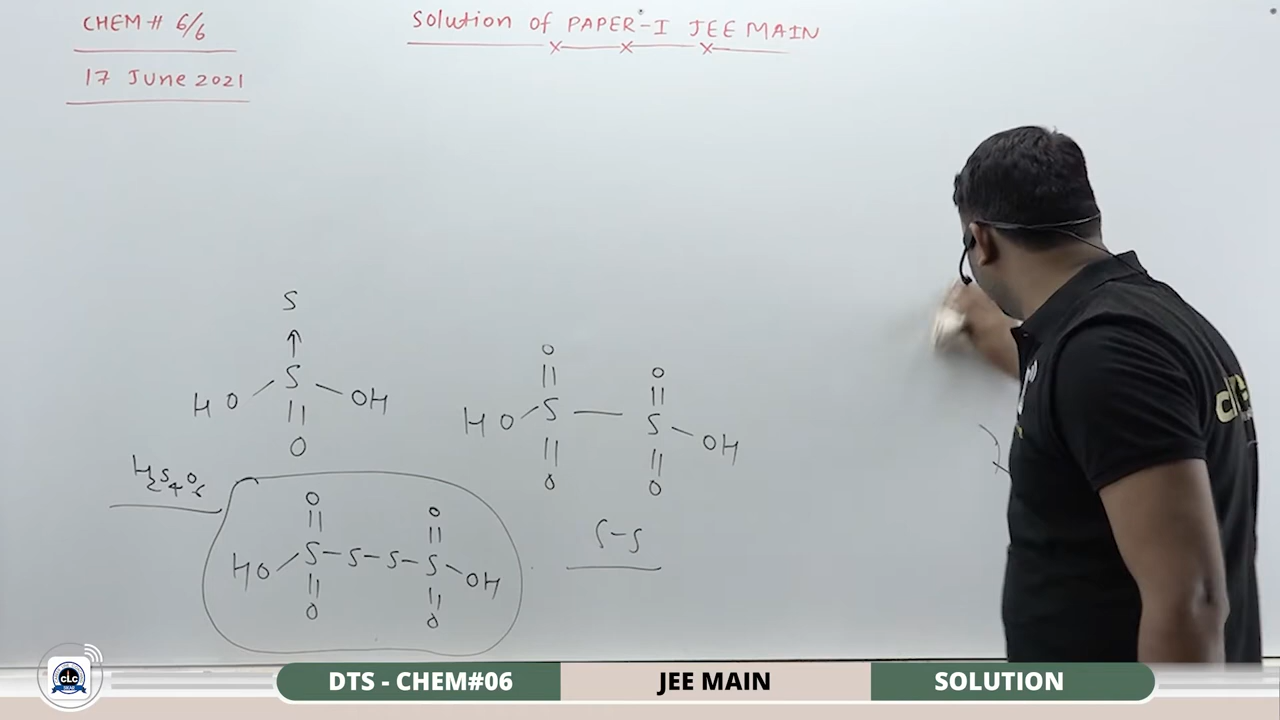 CHEM # 6/6
17 June 2021
Solution of PAPER-I JEE MAIN
S
S
HO
OH
O
O
O
HO
S
S
OH
O
O
H2S4O6
O
O
HO
S-S-S-S
OH
O
O
S-S
DTS - CHEM#06
JEE MAIN
SOLUTION
CLC